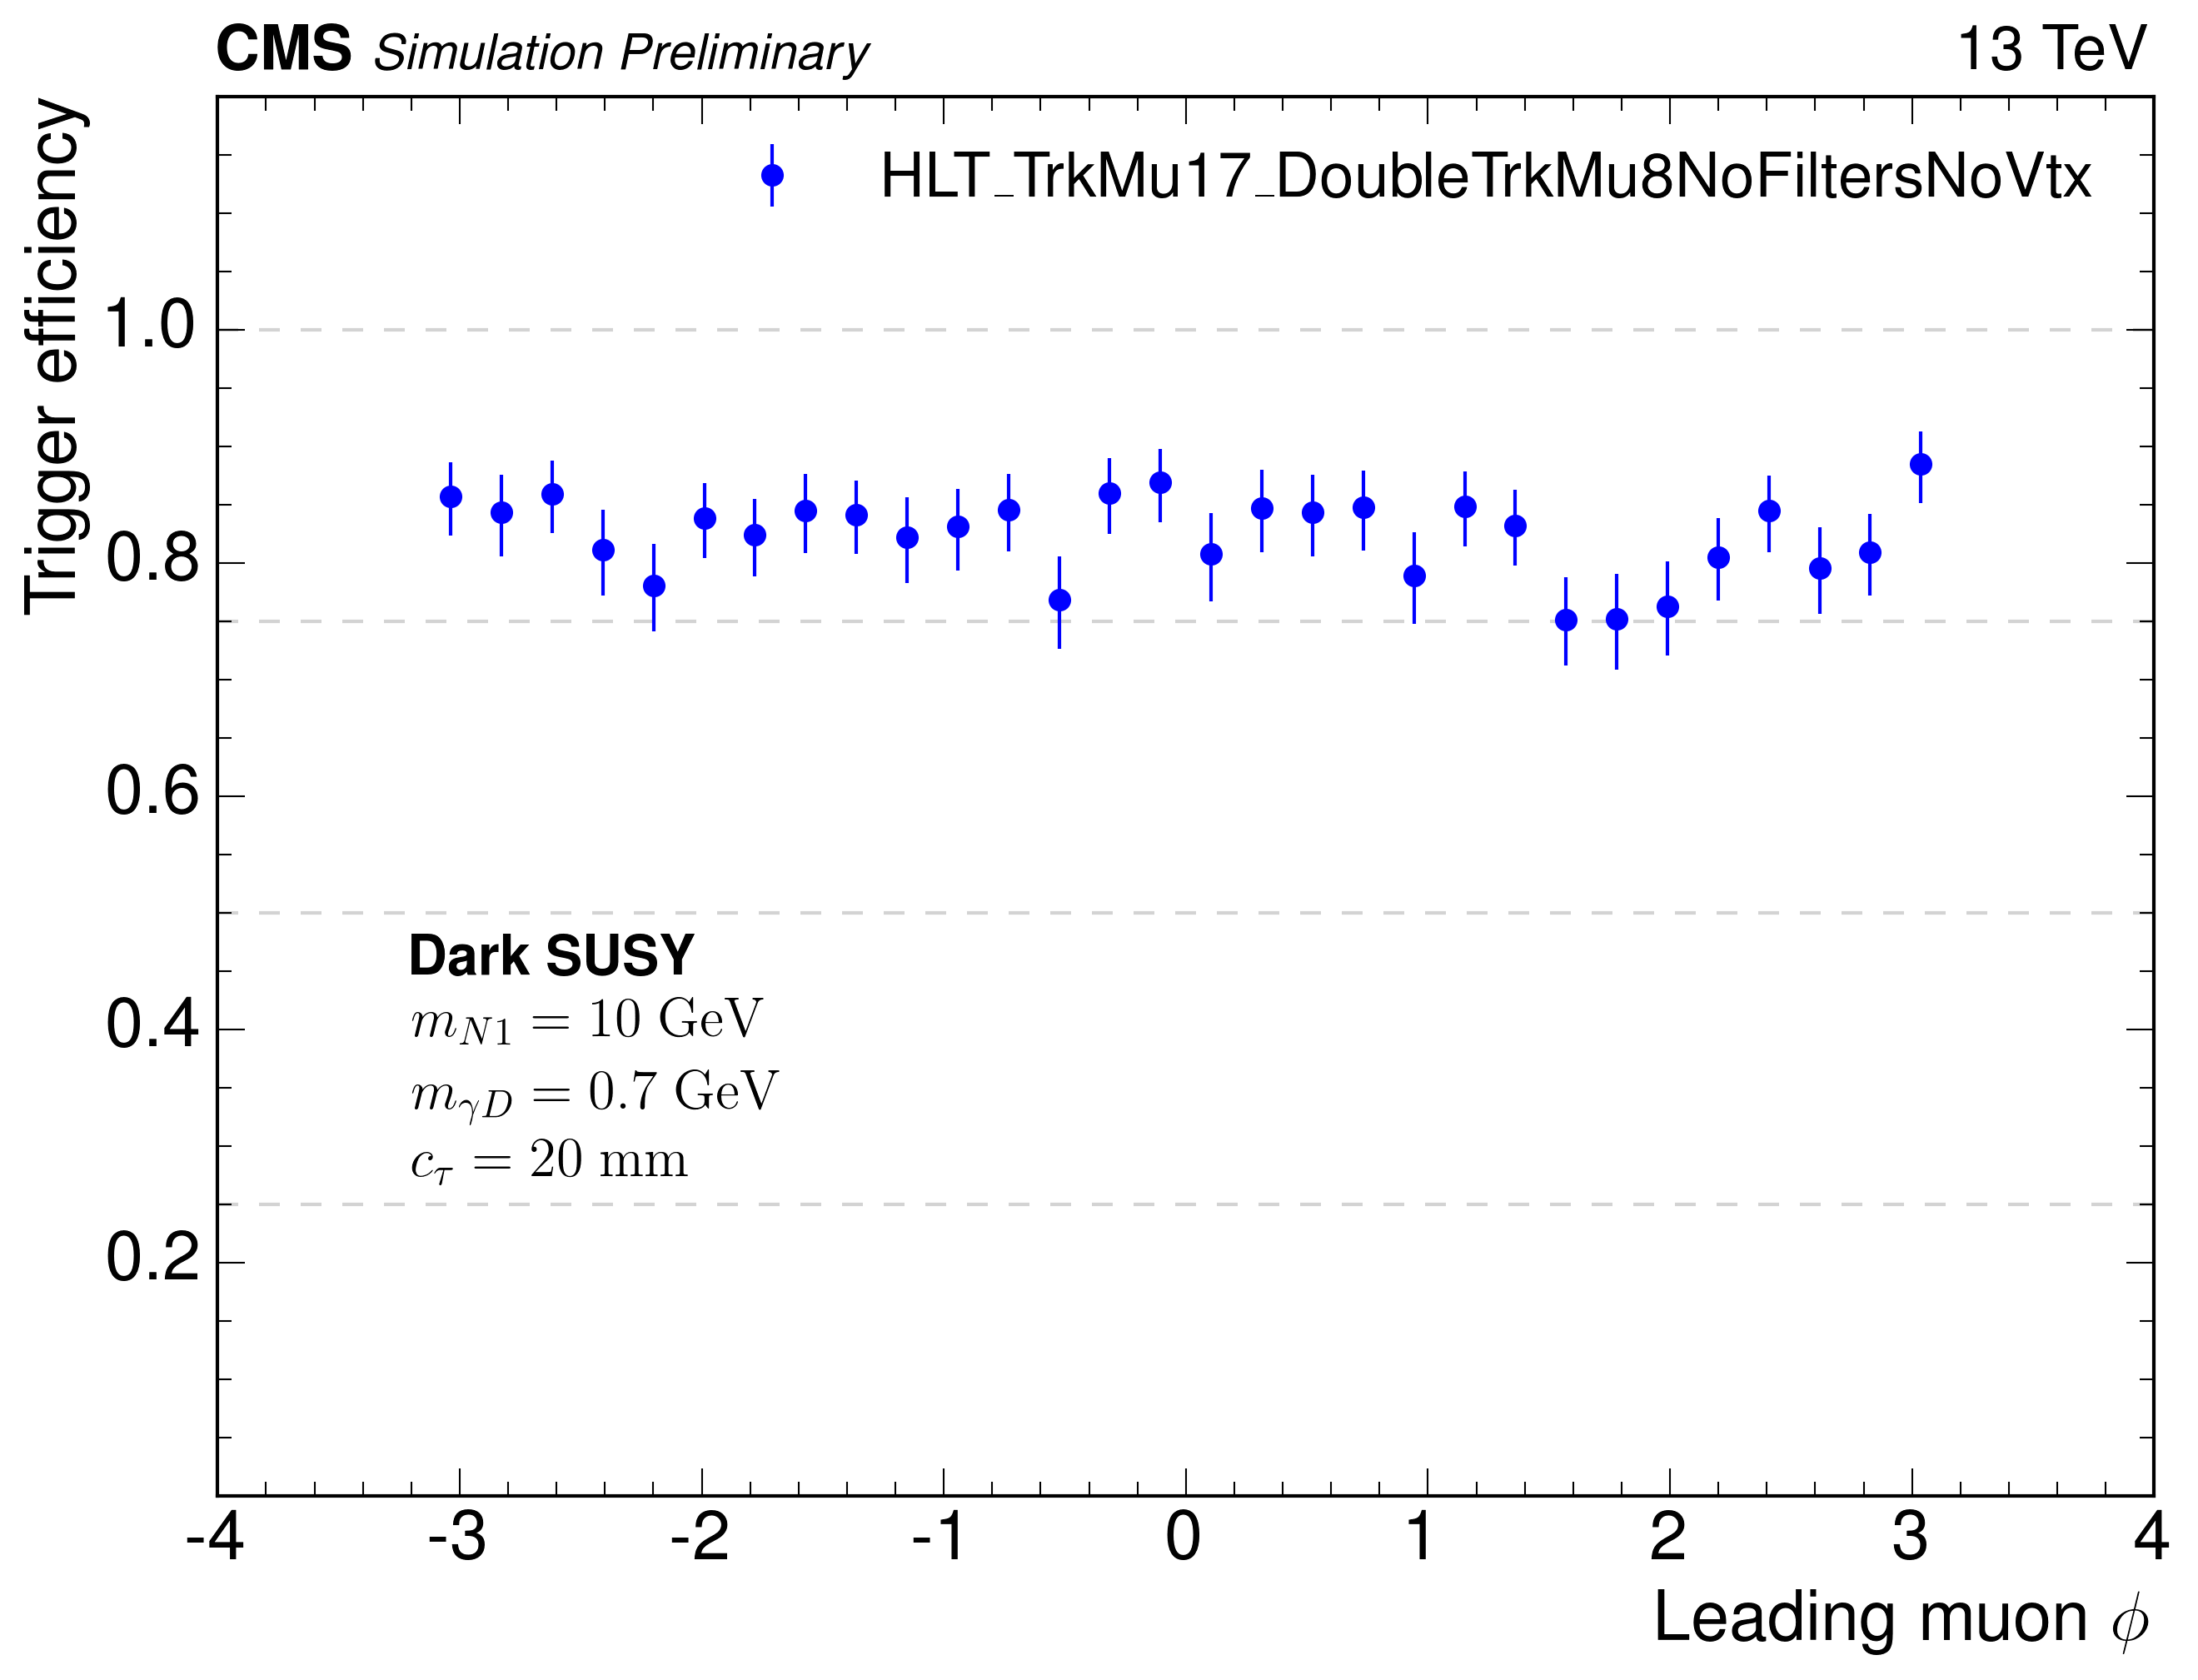 CMS Simulation Preliminary 13 TeV
Trigger efficiency
HLT_TrkMu17_DoubleTrkMu8NoFiltersNoVtx
1.0
0.8
0.6
0.4
0.2
Dark SUSY
m_{N1} = 10 GeV
m_{γD} = 0.7 GeV
c_τ = 20 mm
-4 -3 -2 -1 0 1 2 3 4
Leading muon ϕ